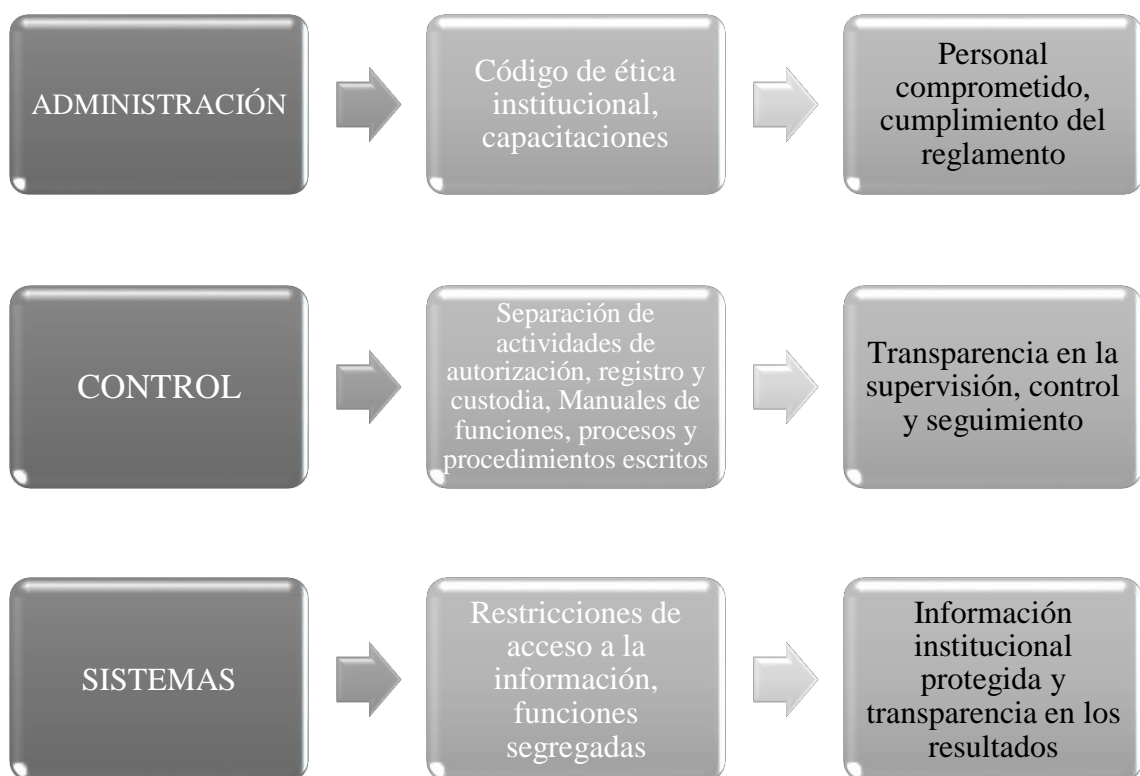 ADMINISTRACIÓN
Código de ética
institucional,
capacitaciones
Personal
comprometido,
cumplimiento del
reglamento
CONTROL
Separación de
actividades de
autorización, registro y
custodia, Manuales de
funciones, procesos y
procedimientos escritos
Transparencia en la
supervisión, control
y seguimiento
SISTEMAS
Restricciones de
acceso a la
información,
funciones
segregadas
Información
institucional
protegida y
transparencia en los
resultados